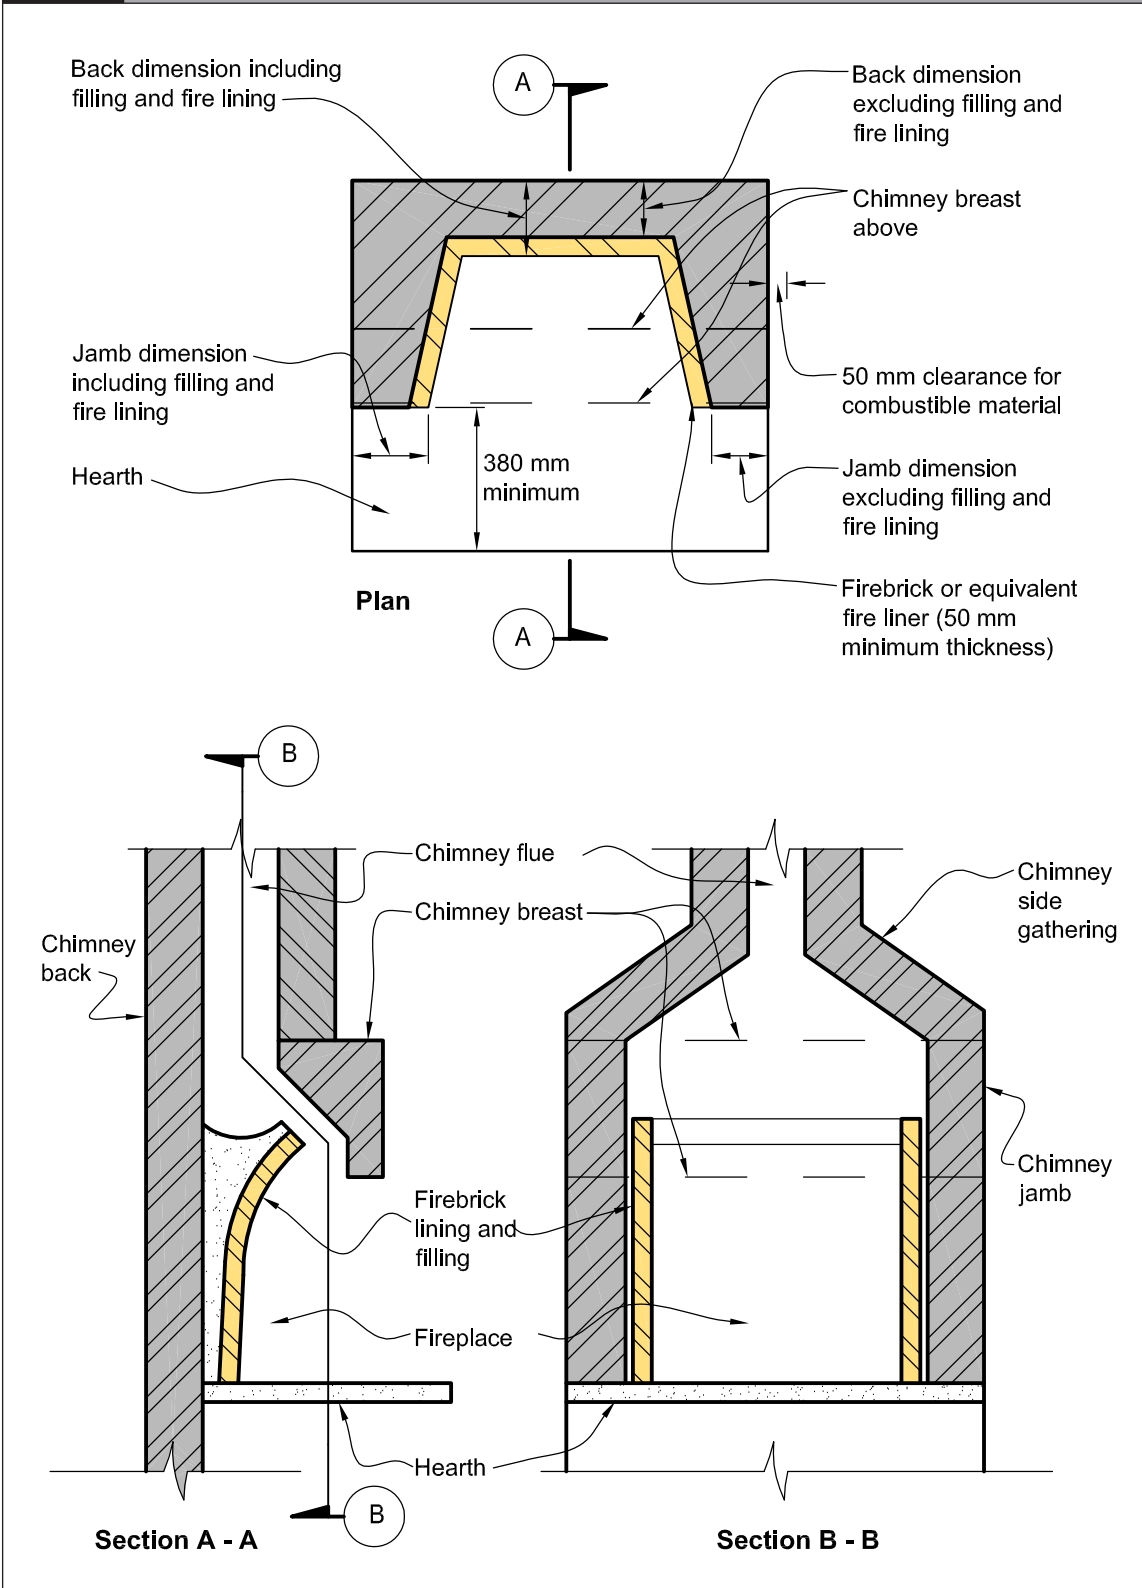 A
Back dimension including
filling and fire lining
Back dimension
excluding filling and
fire lining
Chimney breast
above
Jamb dimension
including filling and
fire lining
50 mm clearance for
combustible material
Hearth
380 mm
minimum
Jamb dimension
excluding filling and
fire lining
Firebrick or equivalent
fire liner (50 mm
minimum thickness)
Plan
A
B
Chimney flue
Chimney breast
Chimney
side
gathering
Chimney
back
Chimney
jamb
Firebrick
lining and
filling
Fireplace
Hearth
B
Section A - A
Section B - B